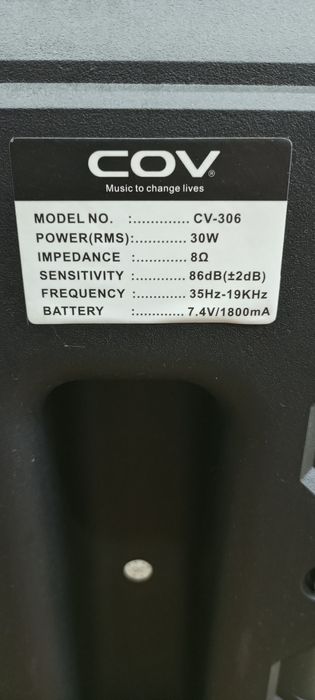 COV®
Music to change lives
MODEL NO. :............. CV-306
POWER(RMS):............ 30W
IMPEDANCE :............ 8Ω
SENSITIVITY :............ 86dB(±2dB)
FREQUENCY :............ 35Hz-19KHz
BATTERY :............ 7.4V/1800mA